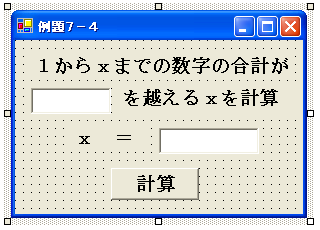 例題7-4
1からxまでの数字の合計が
を越えるxを計算
x =
計算